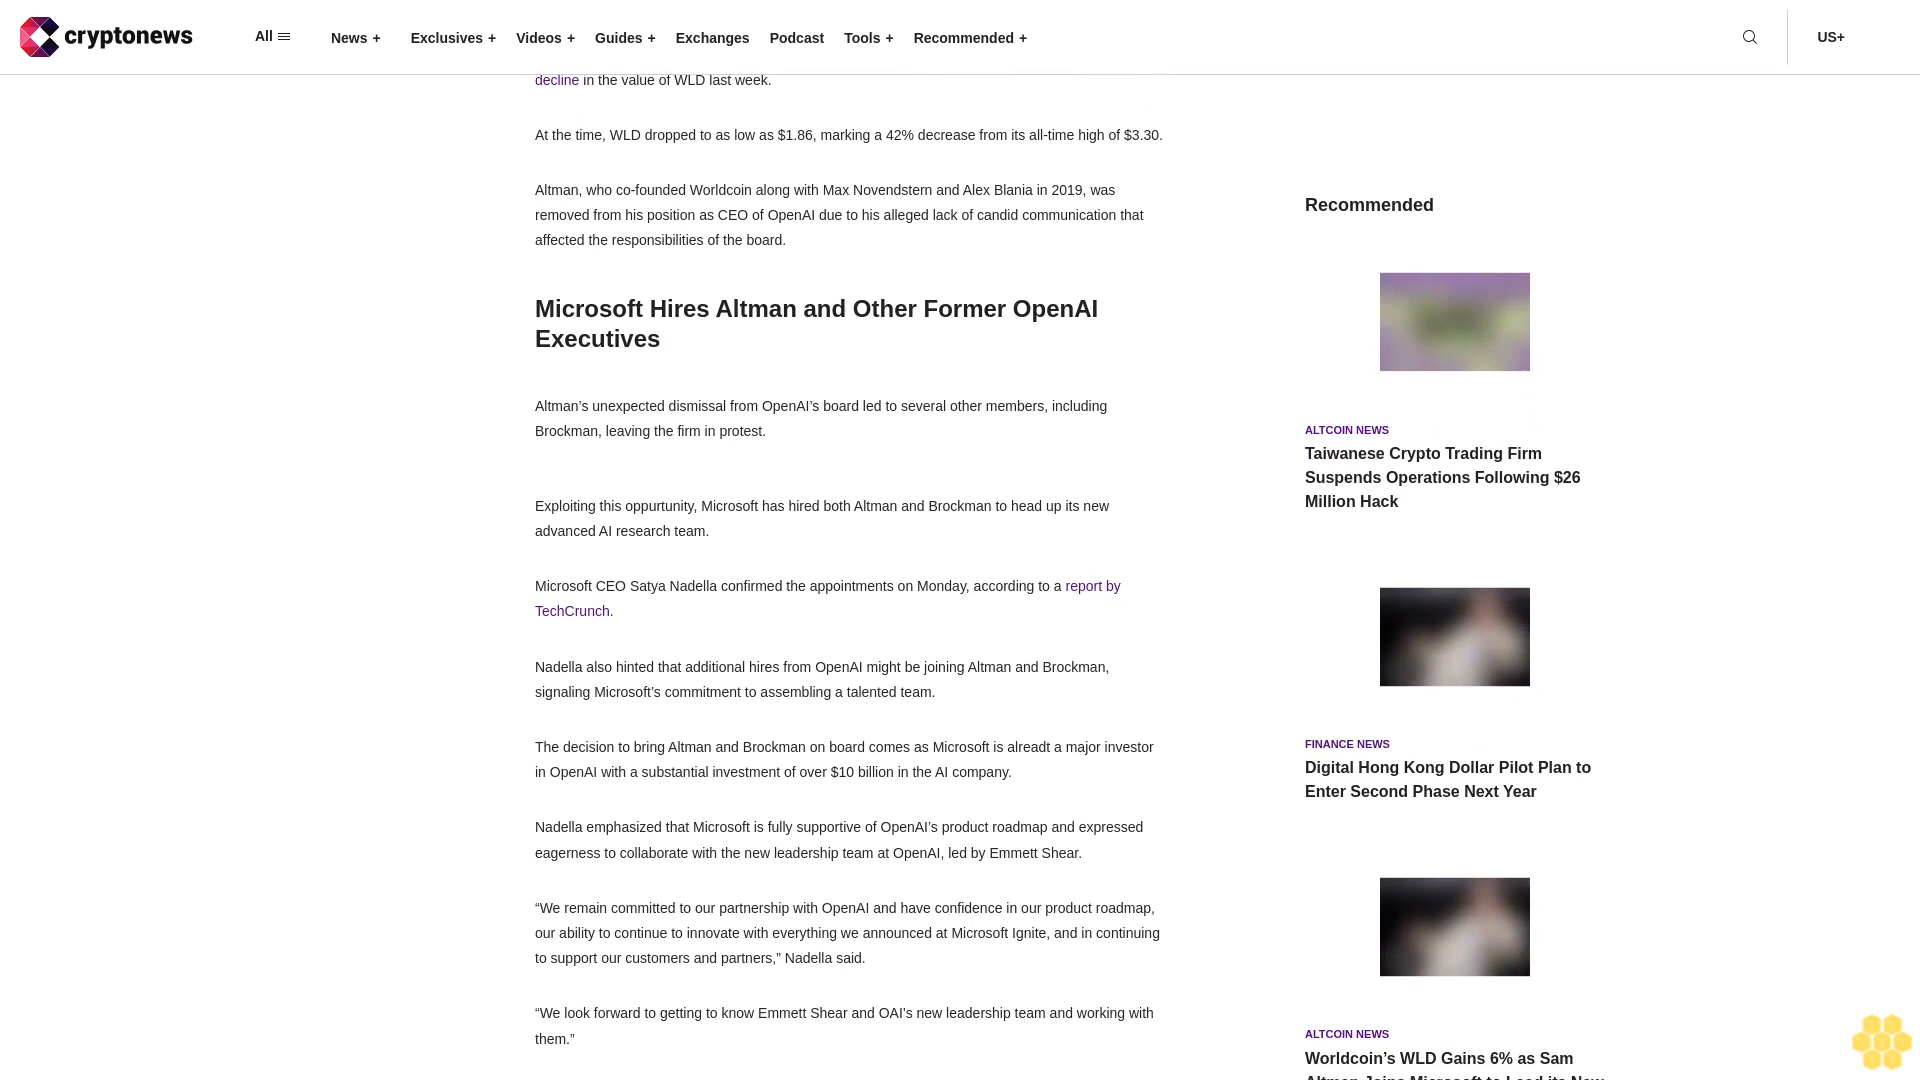 cryptonews
All
News +
Exclusives +
Videos +
Guides +
Exchanges
Podcast
Tools +
Recommended +
US+
decline in the value of WLD last week.
At the time, WLD dropped to as low as $1.86, marking a 42% decrease from its all-time high of $3.30.
Altman, who co-founded Worldcoin along with Max Novendstern and Alex Blania in 2019, was
removed from his position as CEO of OpenAI due to his alleged lack of candid communication that
affected the responsibilities of the board.
Microsoft Hires Altman and Other Former OpenAI
Executives
Altman’s unexpected dismissal from OpenAI’s board led to several other members, including
Brockman, leaving the firm in protest.
Exploiting this oppurtunity, Microsoft has hired both Altman and Brockman to head up its new
advanced AI research team.
Microsoft CEO Satya Nadella confirmed the appointments on Monday, according to a report by
TechCrunch.
Nadella also hinted that additional hires from OpenAI might be joining Altman and Brockman,
signaling Microsoft’s commitment to assembling a talented team.
The decision to bring Altman and Brockman on board comes as Microsoft is alreadt a major investor
in OpenAI with a substantial investment of over $10 billion in the AI company.
Nadella emphasized that Microsoft is fully supportive of OpenAI’s product roadmap and expressed
eagerness to collaborate with the new leadership team at OpenAI, led by Emmett Shear.
“We remain committed to our partnership with OpenAI and have confidence in our product roadmap,
our ability to continue to innovate with everything we announced at Microsoft Ignite, and in continuing
to support our customers and partners,” Nadella said.
“We look forward to getting to know Emmett Shear and OAI’s new leadership team and working with
them.”
Recommended
ALTCOIN NEWS
Taiwanese Crypto Trading Firm
Suspends Operations Following $26
Million Hack
FINANCE NEWS
Digital Hong Kong Dollar Pilot Plan to
Enter Second Phase Next Year
ALTCOIN NEWS
Worldcoin’s WLD Gains 6% as Sam
Altman Joins Microsoft to Lead its New